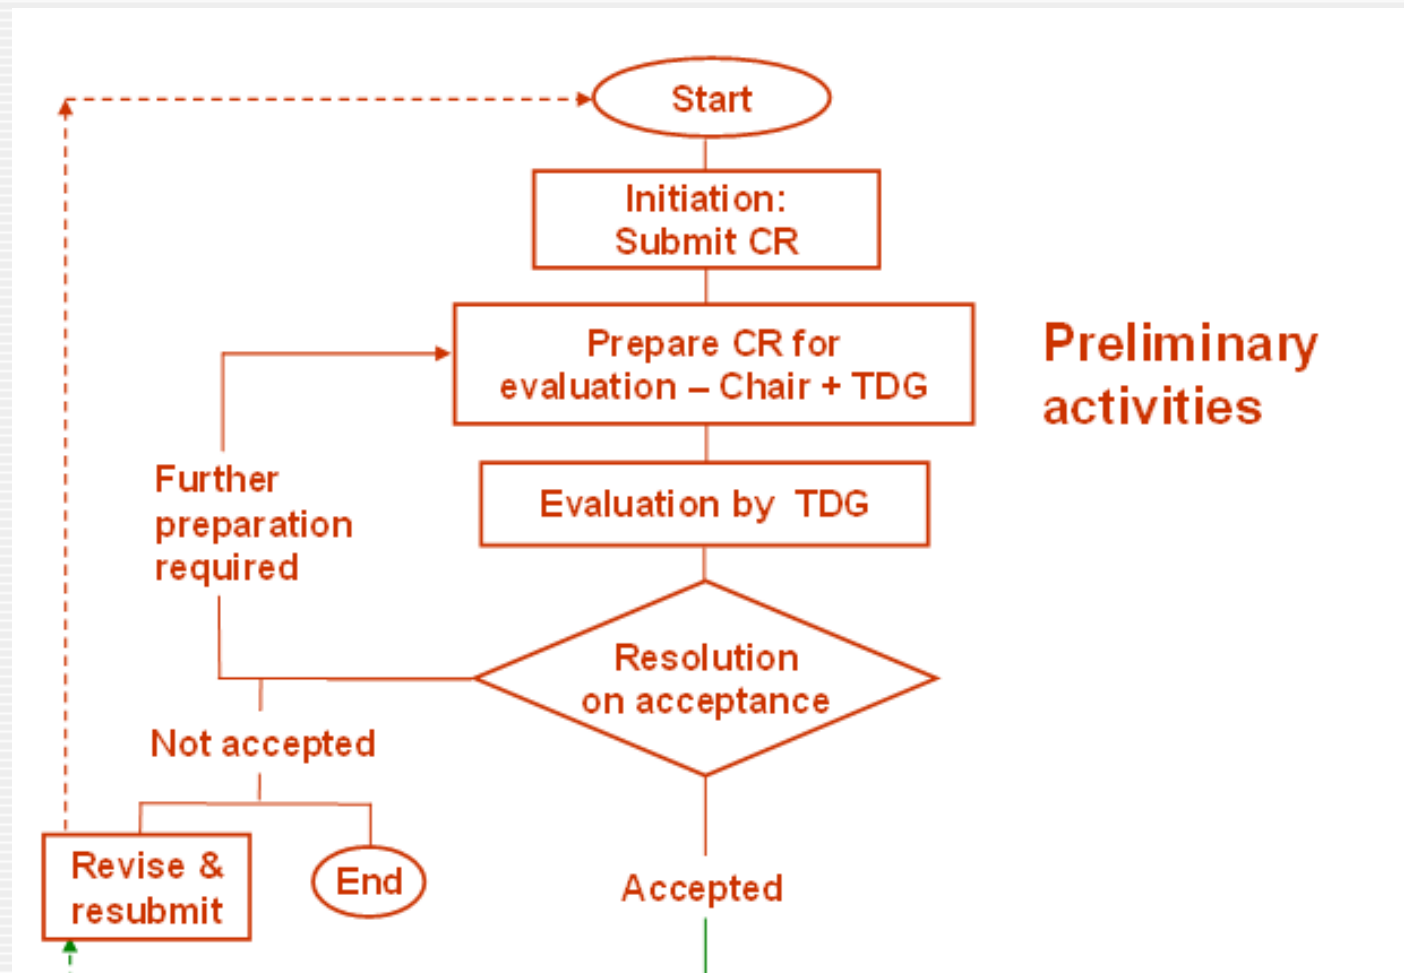 Start
Initiation:
Submit CR
Prepare CR for
evaluation – Chair + TDG
Preliminary
activities
Further
preparation
required
Evaluation by TDG
Resolution
on acceptance
Not accepted
Revise &
resubmit
End
Accepted